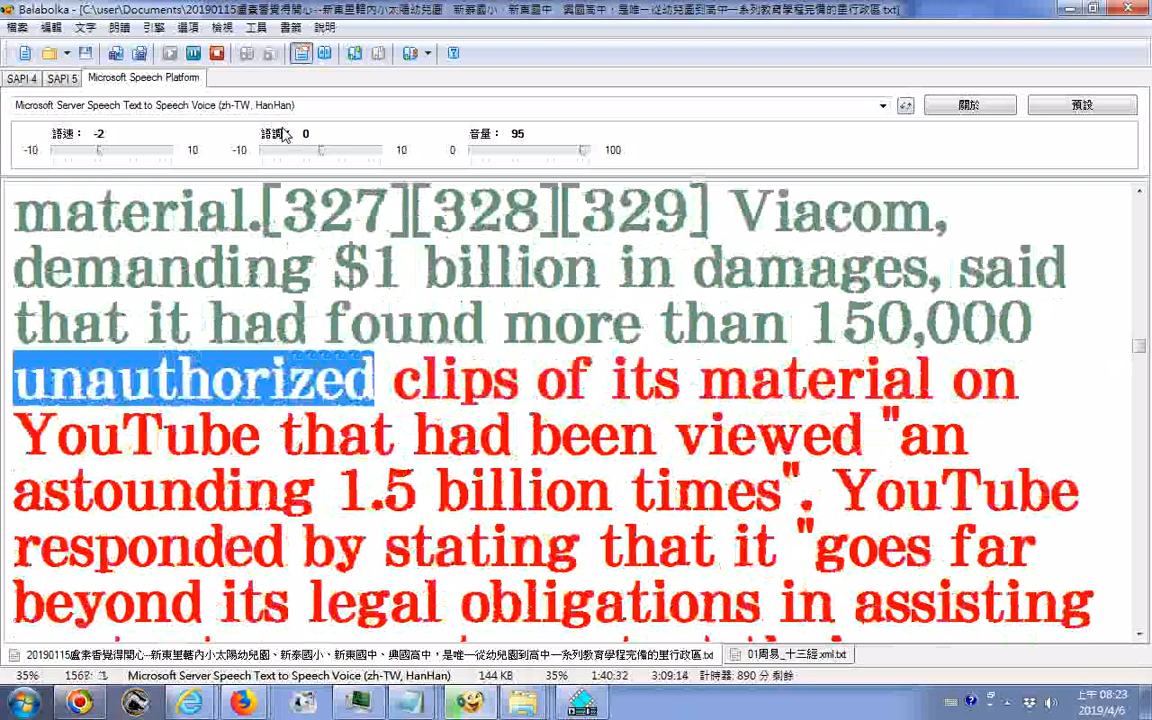 Balabolka - [C:\user\Documents\20190115盧素香覺得開心--新東里轄內小太陽幼兒園、新泰國小、新東國中、興國高中，是唯一從幼兒園到高中一系列教育學程完備的里行政區.txt]
檔案 編輯 文字 朗讀 引擎 選項 檢視 工具 書籤 說明
SAPI 4 SAPI 5 Microsoft Speech Platform
Microsoft Server Speech Text to Speech Voice (zh-TW, HanHan) 關於 預設
語速： -2 語調： 0 音量： 95
-10 10 -10 10 0 100
material.[327][328][329] Viacom,
demanding $1 billion in damages, said
that it had found more than 150,000
unauthorized clips of its material on
YouTube that had been viewed "an
astounding 1.5 billion times". YouTube
responded by stating that it "goes far
beyond its legal obligations in assisting
20190115盧素香覺得開心--新東里轄內小太陽幼兒園、新泰國小、新東國中、興國高中，是唯一從幼兒園到高中一系列教育學程完備的里行政區.txt 01周易_十三經.xml.txt
35% Microsoft Server Speech Text to Speech Voice (zh-TW, HanHan) 144 KB 35% 1:40:32 3:09:14 計時器: 890 分 剩餘
上午 08:23
2019/4/6